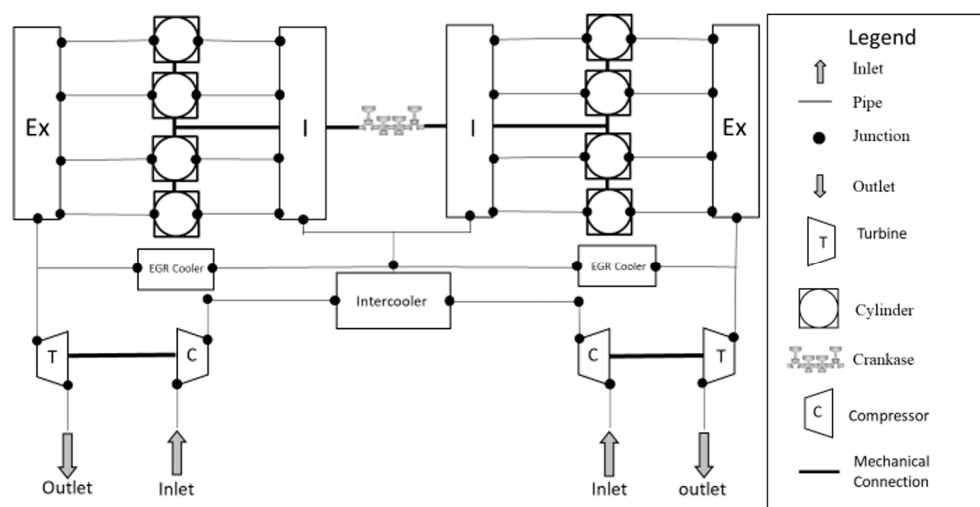 Ex
I
I
Ex
EGR Cooler
EGR Cooler
Intercooler
T
C
C
T
Outlet
Inlet
Inlet
outlet
Legend
Inlet
Pipe
Junction
Outlet
T
Turbine
Cylinder
Crankase
C
Compressor
Mechanical
Connection